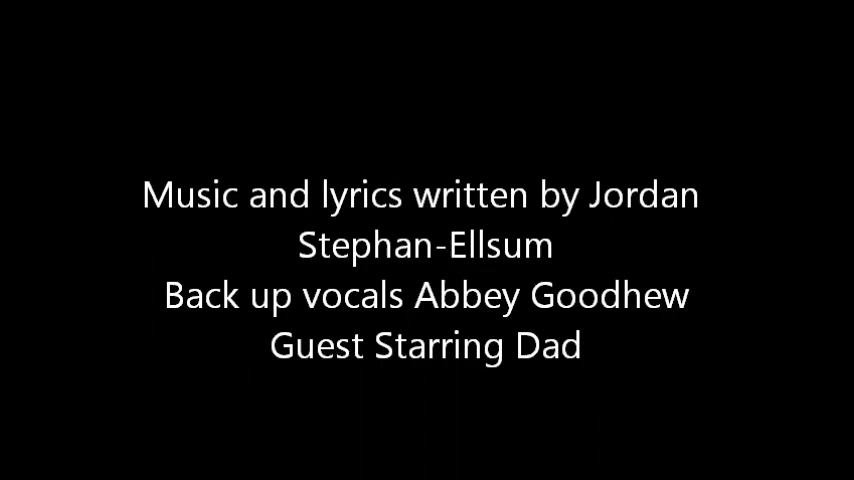 Music and lyrics written by Jordan
Stephan-Ellsum
Back up vocals Abbey Goodhew
Guest Starring Dad